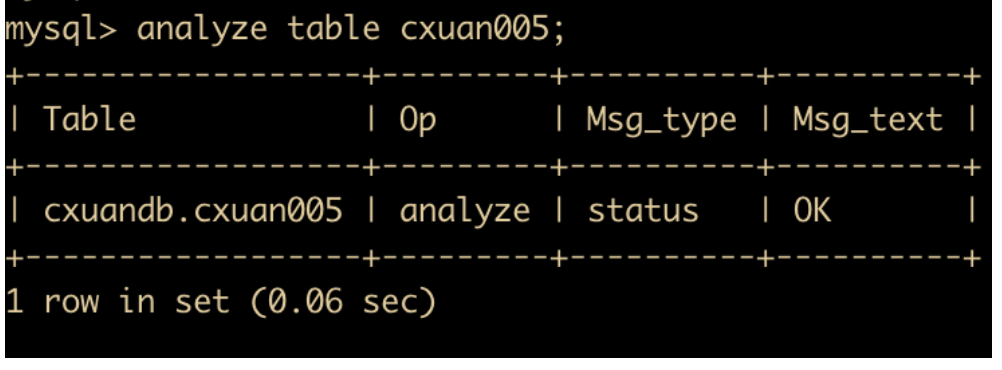 mysql> analyze table cxuan005;
+------------------+---------+----------+----------+
| Table            | Op      | Msg_type | Msg_text |
+------------------+---------+----------+----------+
| cxuandb.cxuan005 | analyze | status   | OK       |
+------------------+---------+----------+----------+
1 row in set (0.06 sec)